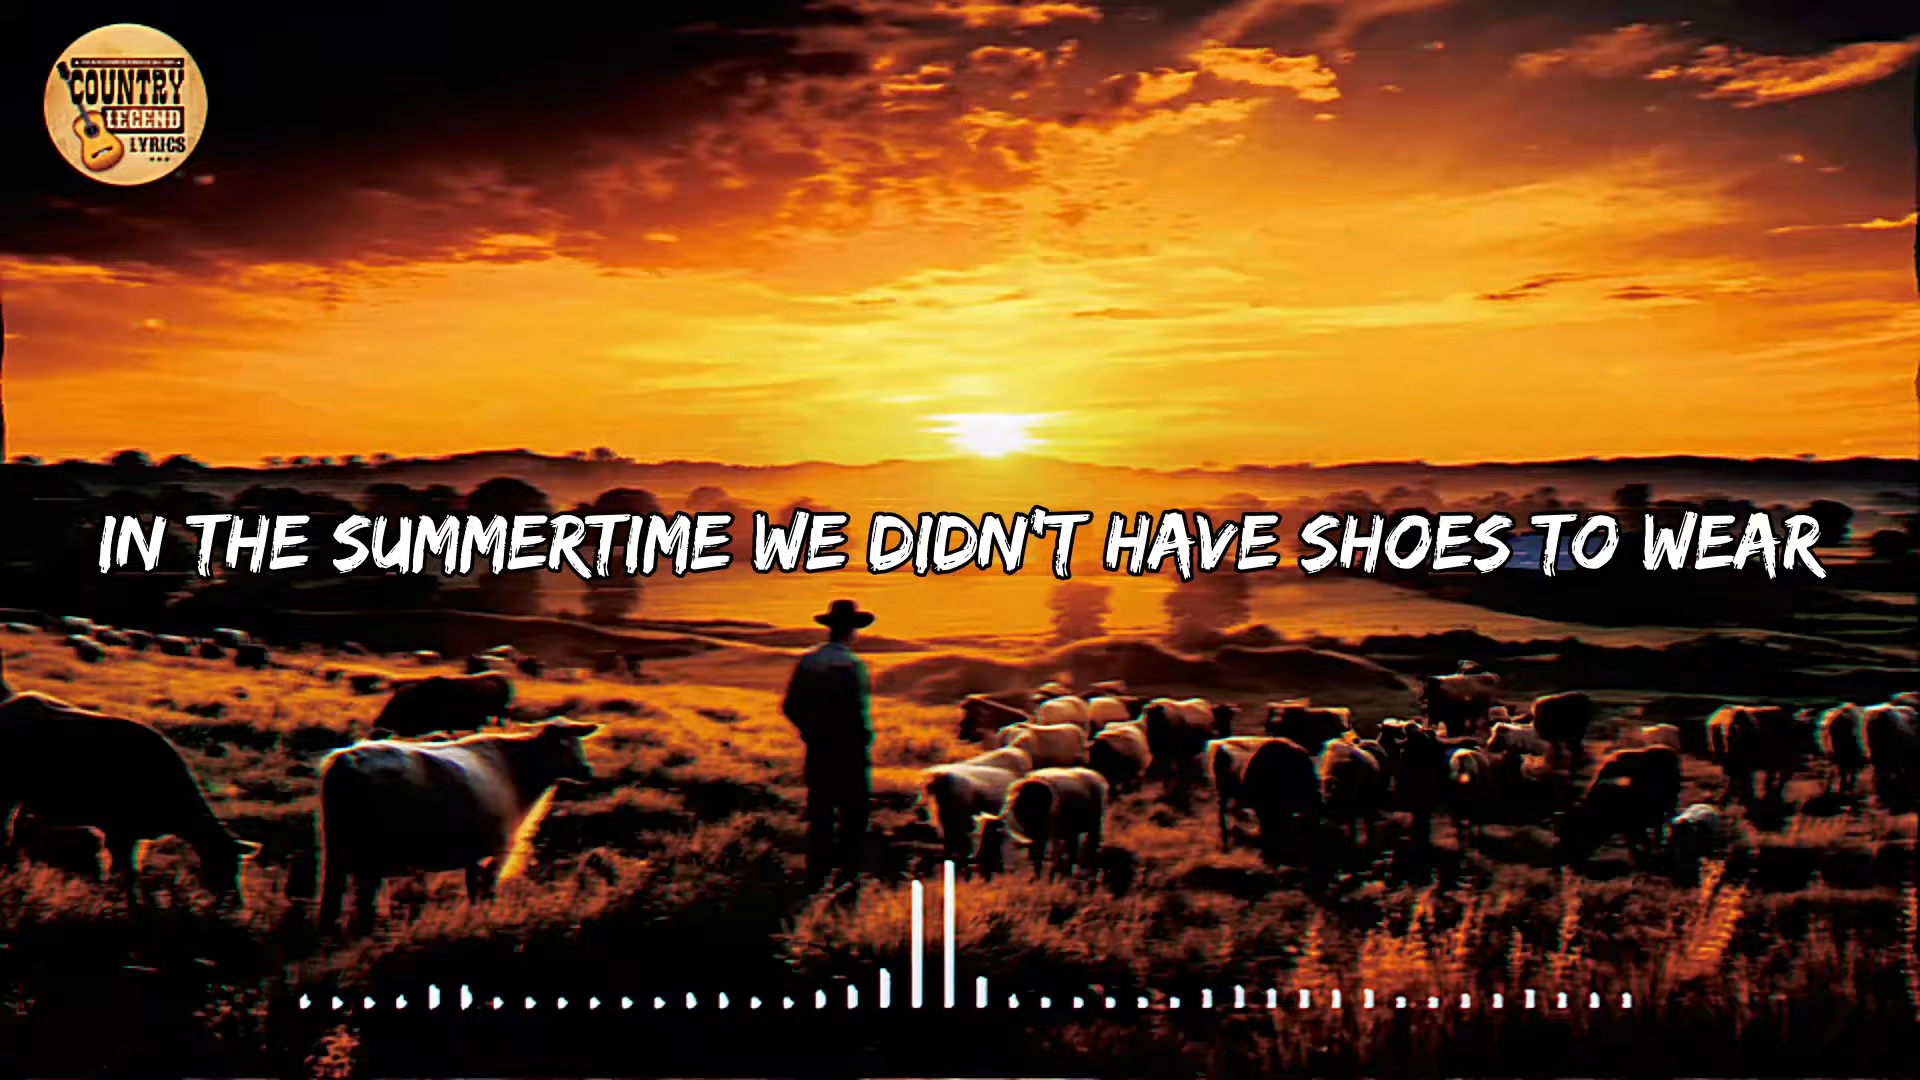 COUNTRY
LEGEND
LYRICS
IN THE SUMMERTIME WE DIDN'T HAVE SHOES TO WEAR